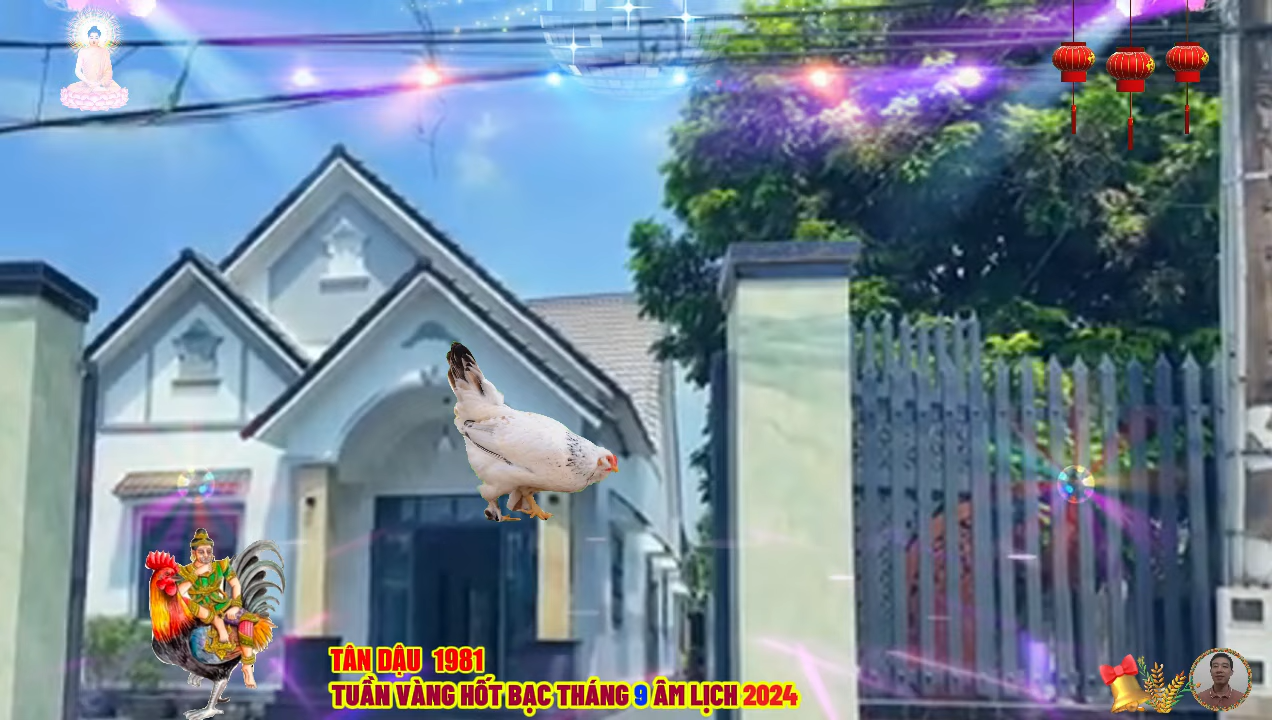 TÂN DẬU 1981
TUẦN VÀNG HỐT BẠC THÁNG 9 ÂM LỊCH 2024